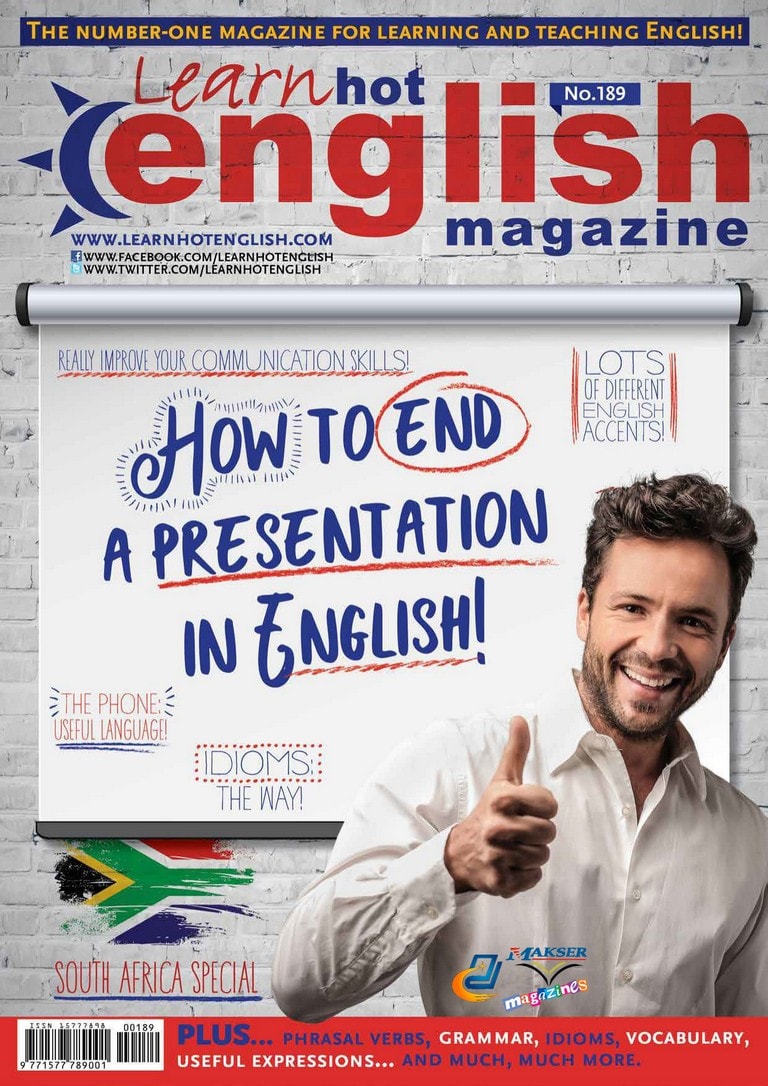 THE NUMBER-ONE MAGAZINE FOR LEARNING AND TEACHING ENGLISH!
Learn hot
No.189
english
magazine
WWW.LEARNHOTENGLISH.COM
WWW.FACEBOOK.COM/LEARNHOTENGLISH
WWW.TWITTER.COM/LEARNHOTENGLISH
REALLY IMPROVE YOUR COMMUNICATION SKILLS!
LOTS
OF DIFFERENT
ENGLISH
ACCENTS!
HOW TO END
A PRESENTATION
IN ENGLISH!
THE PHONE:
USEFUL LANGUAGE!
IDIOMS:
THE WAY!
SOUTH AFRICA SPECIAL
MAKSER
magazines
ISSN 15777898
00189
9 771577 789001
PLUS... PHRASAL VERBS, GRAMMAR, IDIOMS, VOCABULARY,
USEFUL EXPRESSIONS... AND MUCH, MUCH MORE.